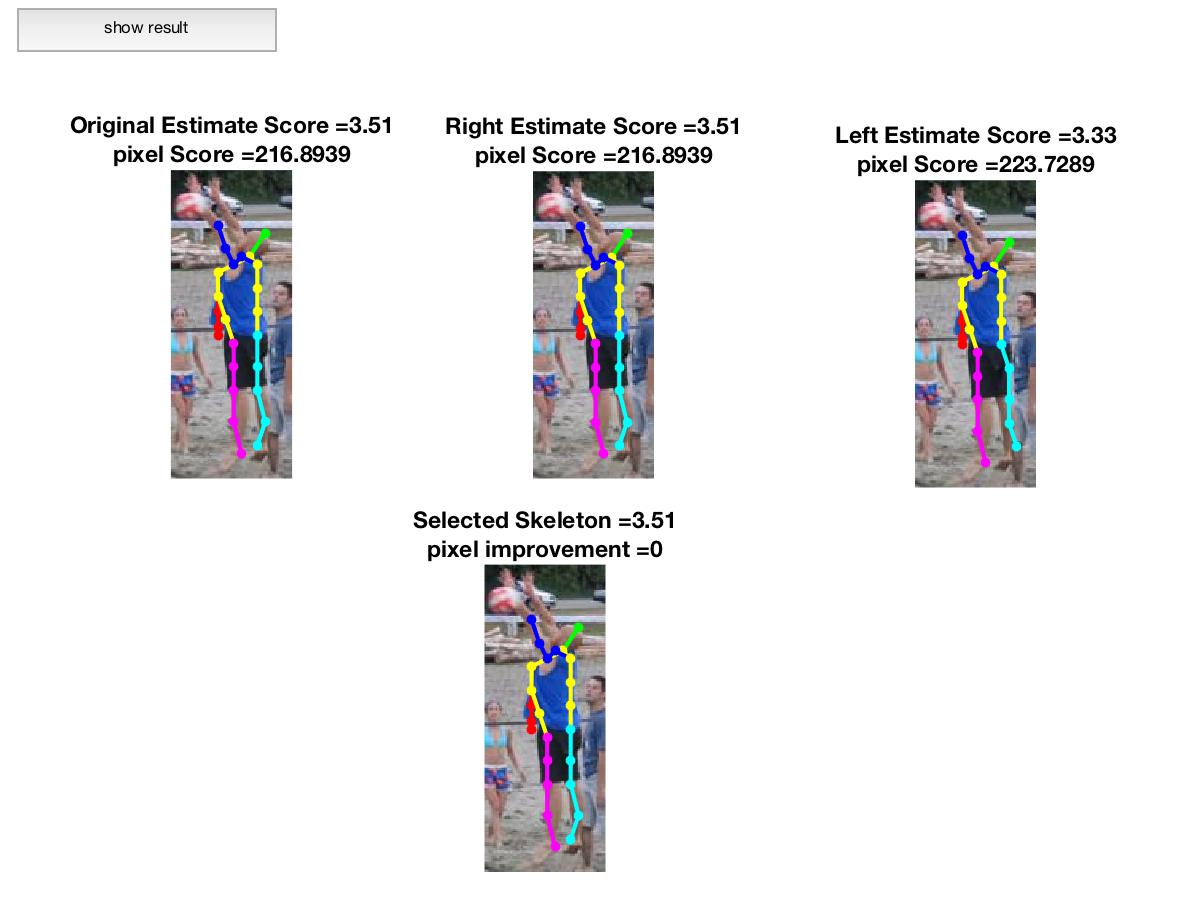 show result
Original Estimate Score =3.51
pixel Score =216.8939
Right Estimate Score =3.51
pixel Score =216.8939
Left Estimate Score =3.33
pixel Score =223.7289
Selected Skeleton =3.51
pixel improvement =0